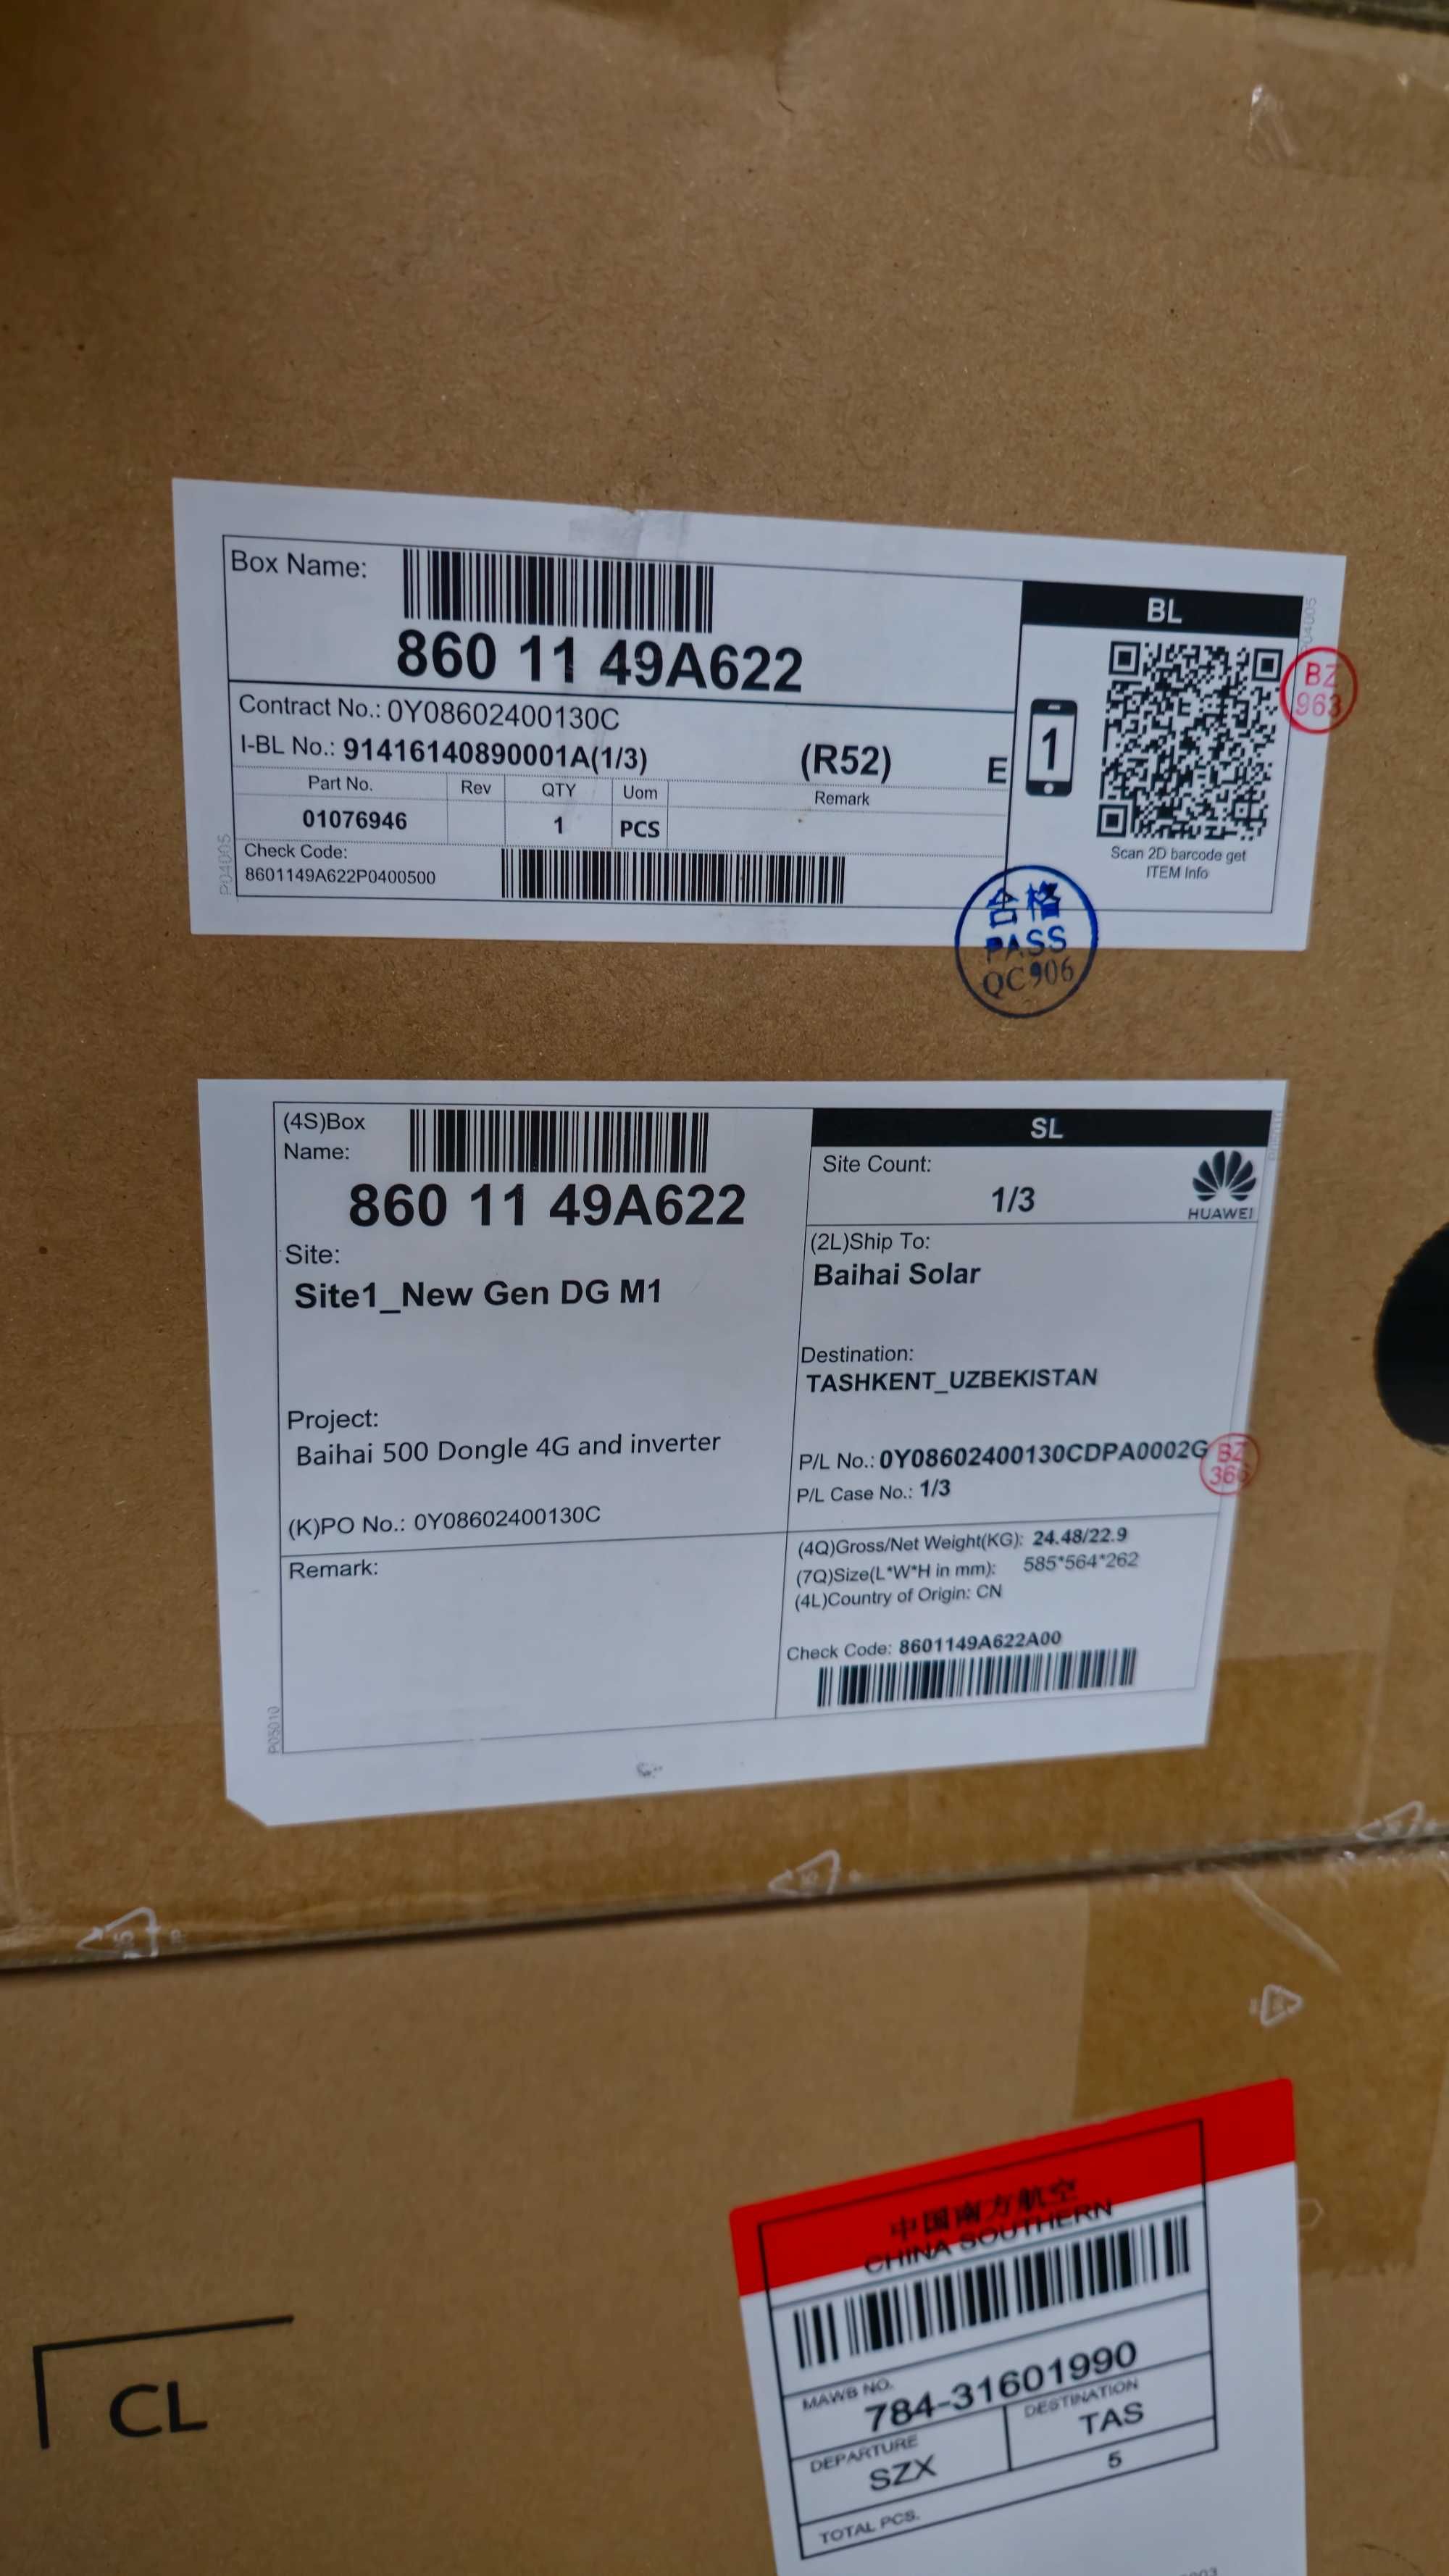 Box Name:
860 11 49A622
Contract No.: 0Y08602400130C
I-BL No.: 91416140890001A(1/3) (R52) E
Part No. Rev QTY Uom Remark
01076946 1 PCS
Check Code:
8601149A622P0400500
P04005
BL
1
Scan 2D barcode get
ITEM Info
BZ
963
合格
PASS
QC906
(4S)Box
Name:
860 11 49A622
Site:
Site1_New Gen DG M1
Project:
Baihai 500 Dongle 4G and inverter
(K)PO No.: 0Y08602400130C
Remark:
P05010
SL
Site Count:
1/3
HUAWEI
(2L)Ship To:
Baihai Solar
Destination:
TASHKENT_UZBEKISTAN
P/L No.: 0Y08602400130CDPA0002G
P/L Case No.: 1/3
BZ
366
(4Q)Gross/Net Weight(KG): 24.48/22.9
(7Q)Size(L*W*H in mm): 585*564*262
(4L)Country of Origin: CN
Check Code: 8601149A622A00
CL
中国南方航空
CHINA SOUTHERN
MAWB NO.
784-31601990
DEPARTURE
SZX
DESTINATION
TAS
TOTAL PCS.
5